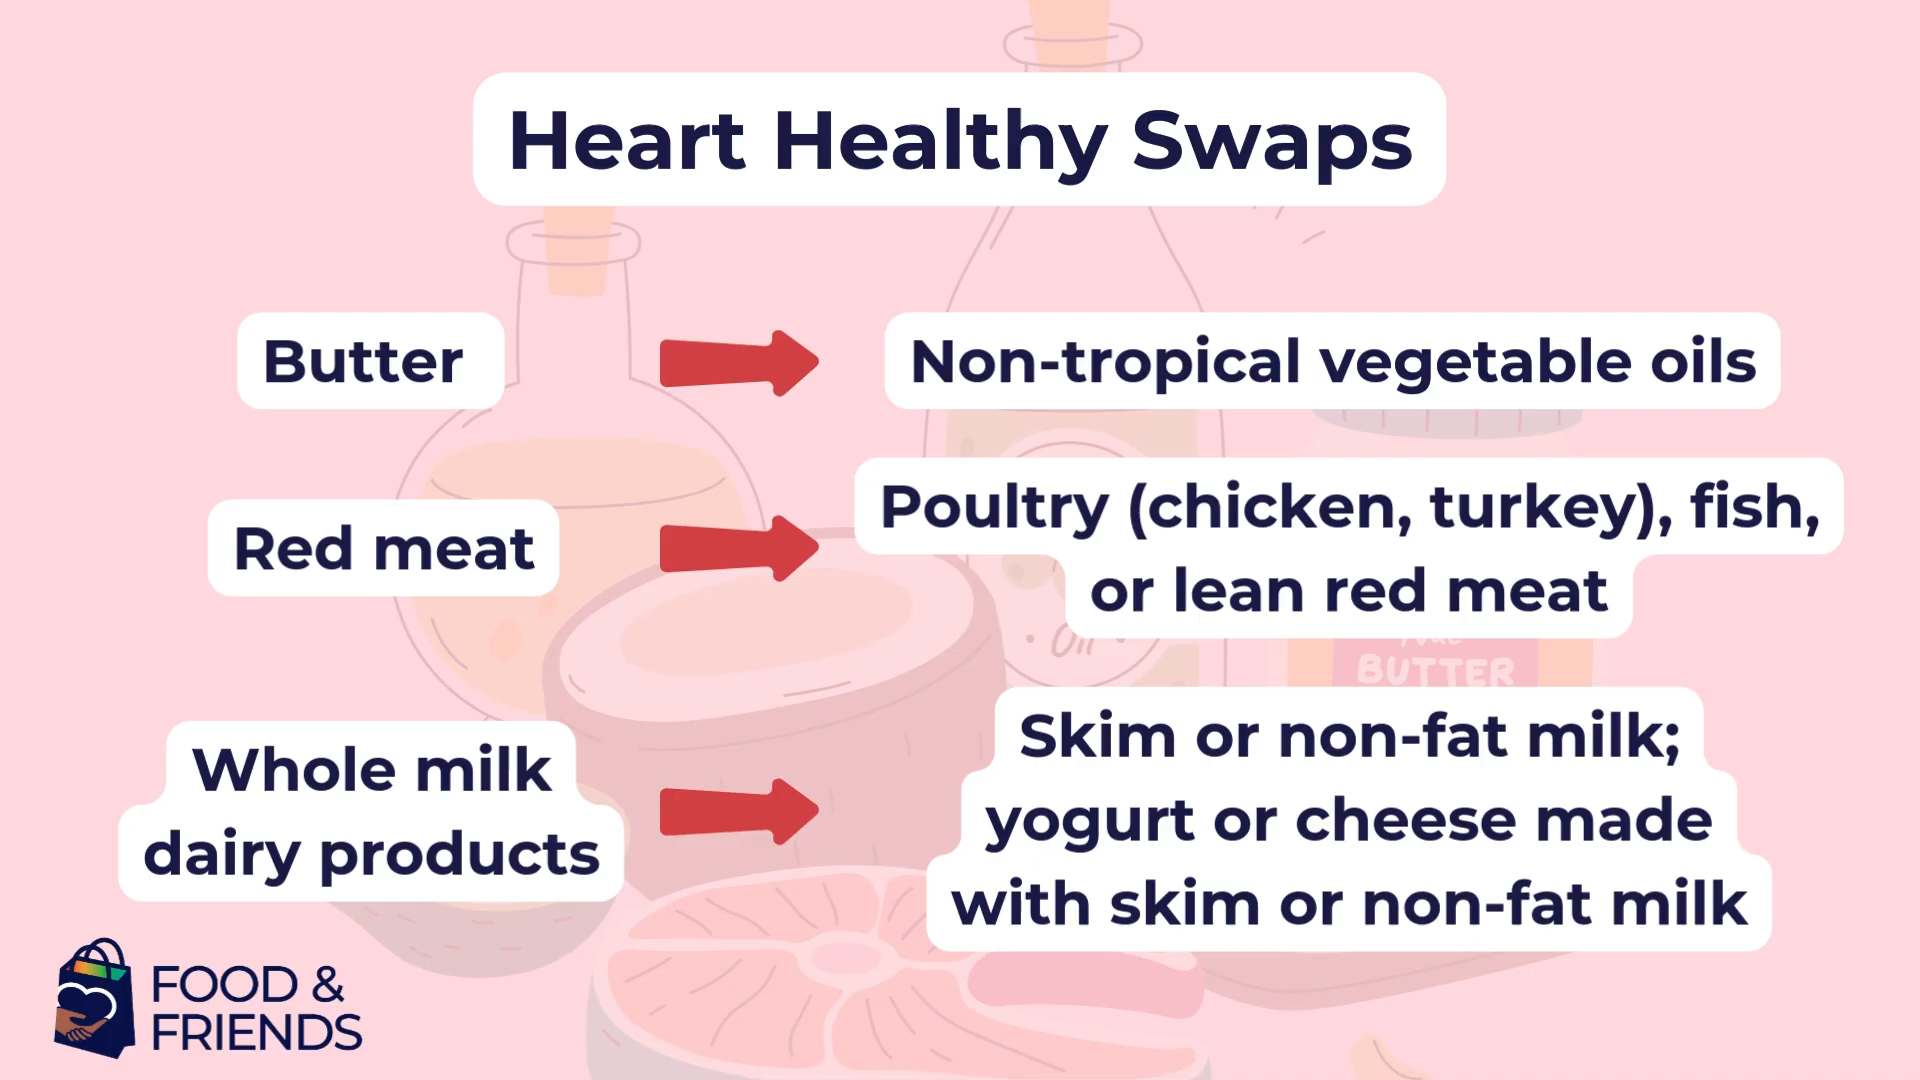 Heart Healthy Swaps
Butter
Non-tropical vegetable oils
Red meat
Poultry (chicken, turkey), fish,
or lean red meat
Oil
BUTTER
Whole milk
dairy products
Skim or non-fat milk;
yogurt or cheese made
with skim or non-fat milk
FOOD &
FRIENDS